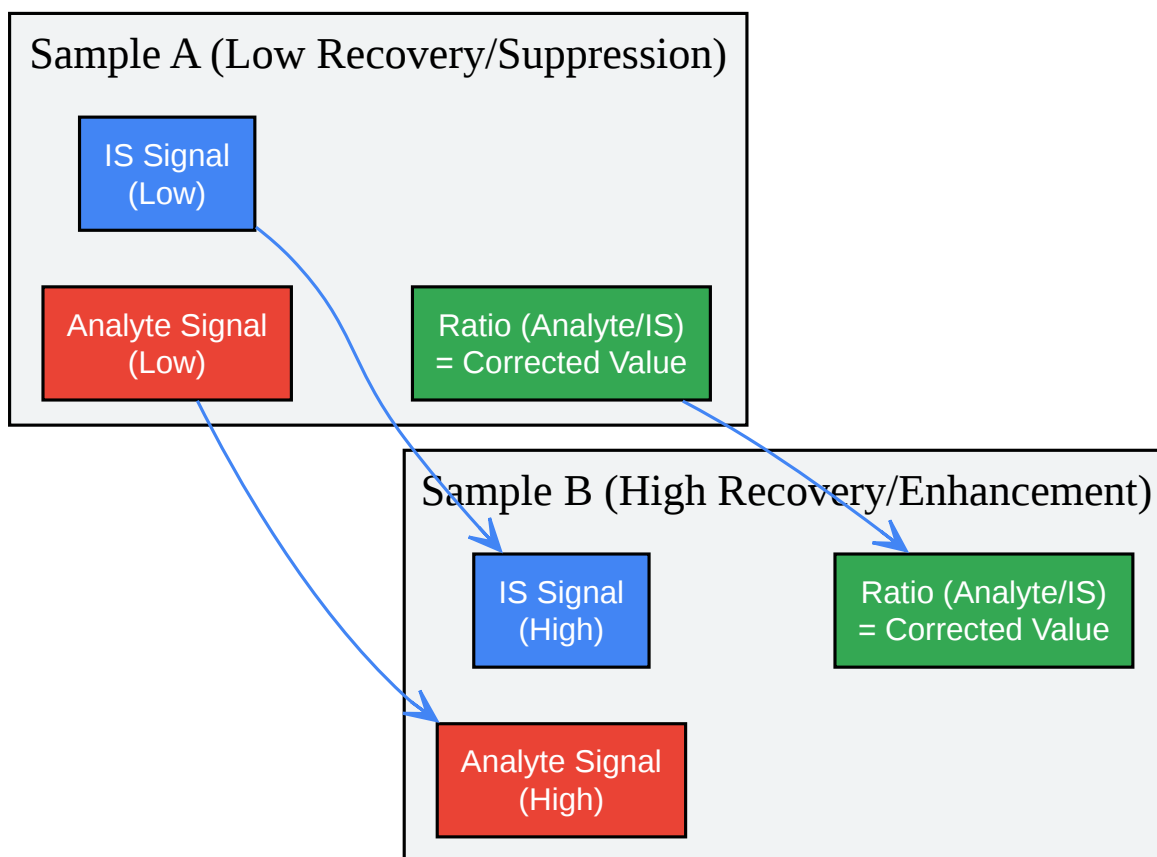 Sample A (Low Recovery/Suppression)
IS Signal
(Low)
Analyte Signal
(Low)
Ratio (Analyte/IS)
= Corrected Value
Sample B (High Recovery/Enhancement)
IS Signal
(High)
Ratio (Analyte/IS)
= Corrected Value
Analyte Signal
(High)